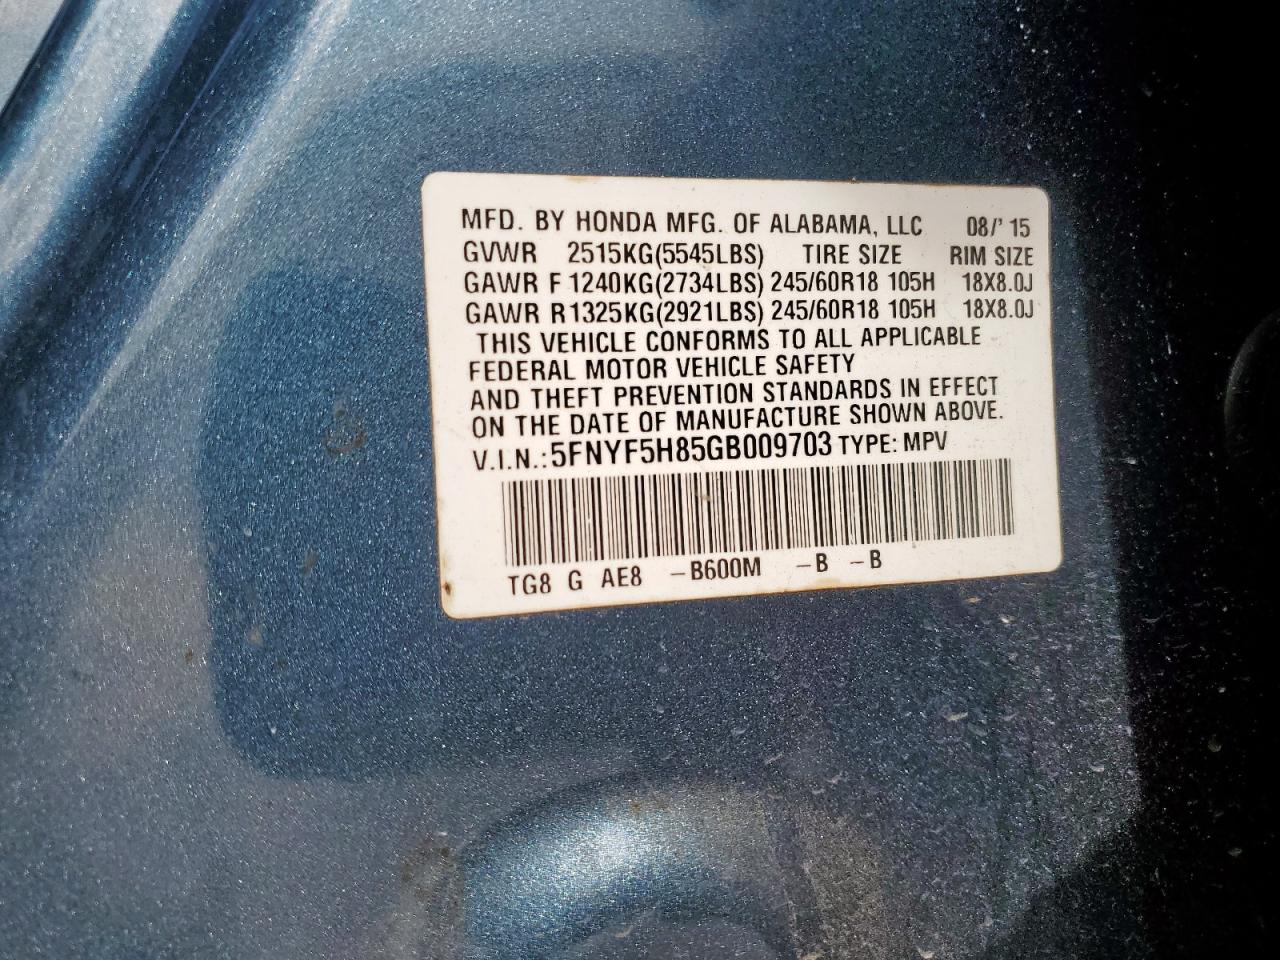 MFD. BY HONDA MFG. OF ALABAMA, LLC 08/'15
GVWR 2515KG(5545LBS) TIRE SIZE RIM SIZE
GAWR F 1240KG(2734LBS) 245/60R18 105H 18X8.0J
GAWR R1325KG(2921LBS) 245/60R18 105H 18X8.0J
THIS VEHICLE CONFORMS TO ALL APPLICABLE
FEDERAL MOTOR VEHICLE SAFETY
AND THEFT PREVENTION STANDARDS IN EFFECT
ON THE DATE OF MANUFACTURE SHOWN ABOVE.
V.I.N.: 5FNYF5H85GB009703 TYPE: MPV
TG8 G AE8 -B600M -B -B